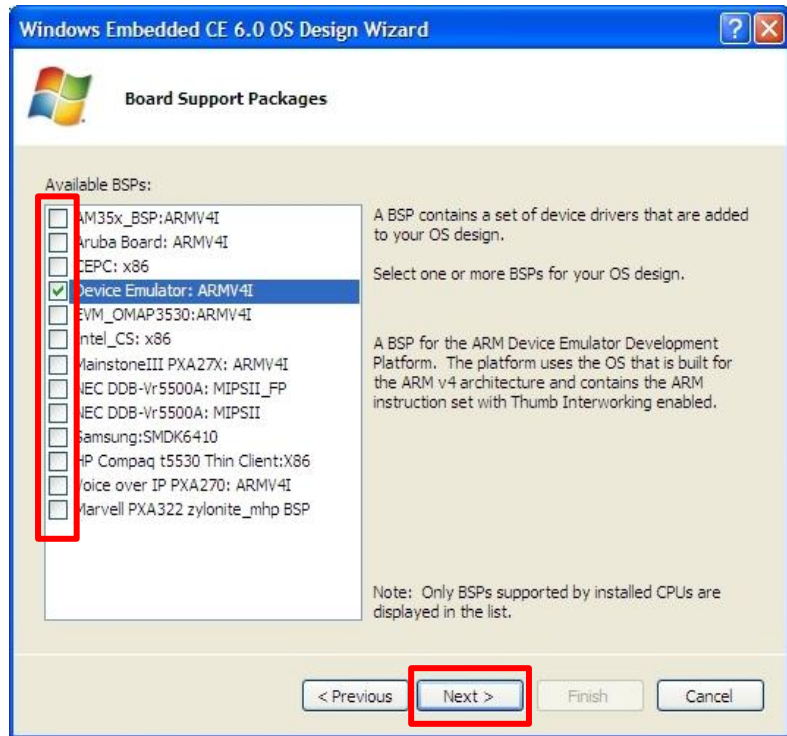 Windows Embedded CE 6.0 OS Design Wizard
Board Support Packages
Available BSPs:
AM35x_BSP:ARMV4I
Aruba Board: ARMV4I
CEPC: x86
Device Emulator: ARMV4I
EVM_OMAP3530:ARMV4I
Intel_CS: x86
MainstoneIII PXA27X: ARMV4I
NEC DDB-Vr5500A: MIPSII_FP
NEC DDB-Vr5500A: MIPSII
Samsung:SMDK6410
HP Compaq t5530 Thin Client:X86
Voice over IP PXA270: ARMV4I
Marvell PXA322 zylonite_mhp BSP
A BSP contains a set of device drivers that are added
to your OS design.
Select one or more BSPs for your OS design.
A BSP for the ARM Device Emulator Development
Platform. The platform uses the OS that is built for
the ARM v4 architecture and contains the ARM
instruction set with Thumb Interworking enabled.
Note: Only BSPs supported by installed CPUs are
displayed in the list.
< Previous
Next >
Finish
Cancel